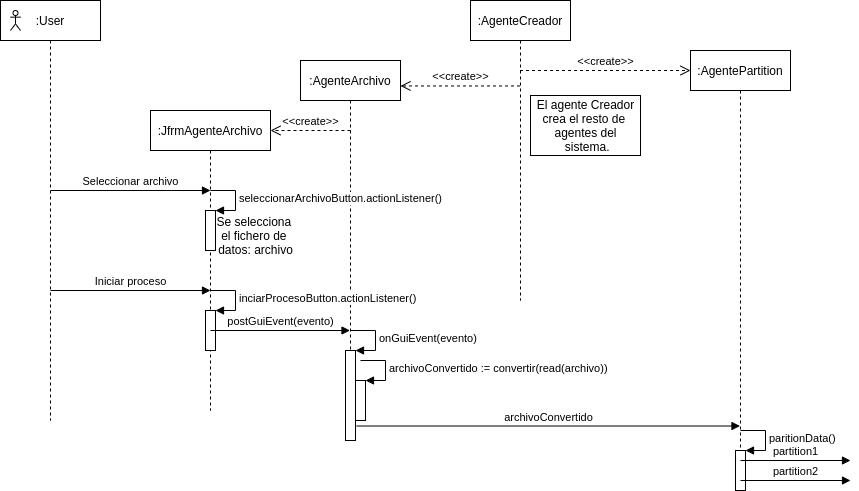 :User
:AgenteCreador
<<create>>
:AgentePartition
:AgenteArchivo
<<create>>
El agente Creador
crea el resto de
agentes del
sistema.
:JfrmAgenteArchivo
<<create>>
Seleccionar archivo
seleccionarArchivoButton.actionListener()
Se selecciona
el fichero de
datos: archivo
Iniciar proceso
inciarProcesoButton.actionListener()
postGuiEvent(evento)
onGuiEvent(evento)
archivoConvertido := convertir(read(archivo))
archivoConvertido
paritionData()
partition1
partition2